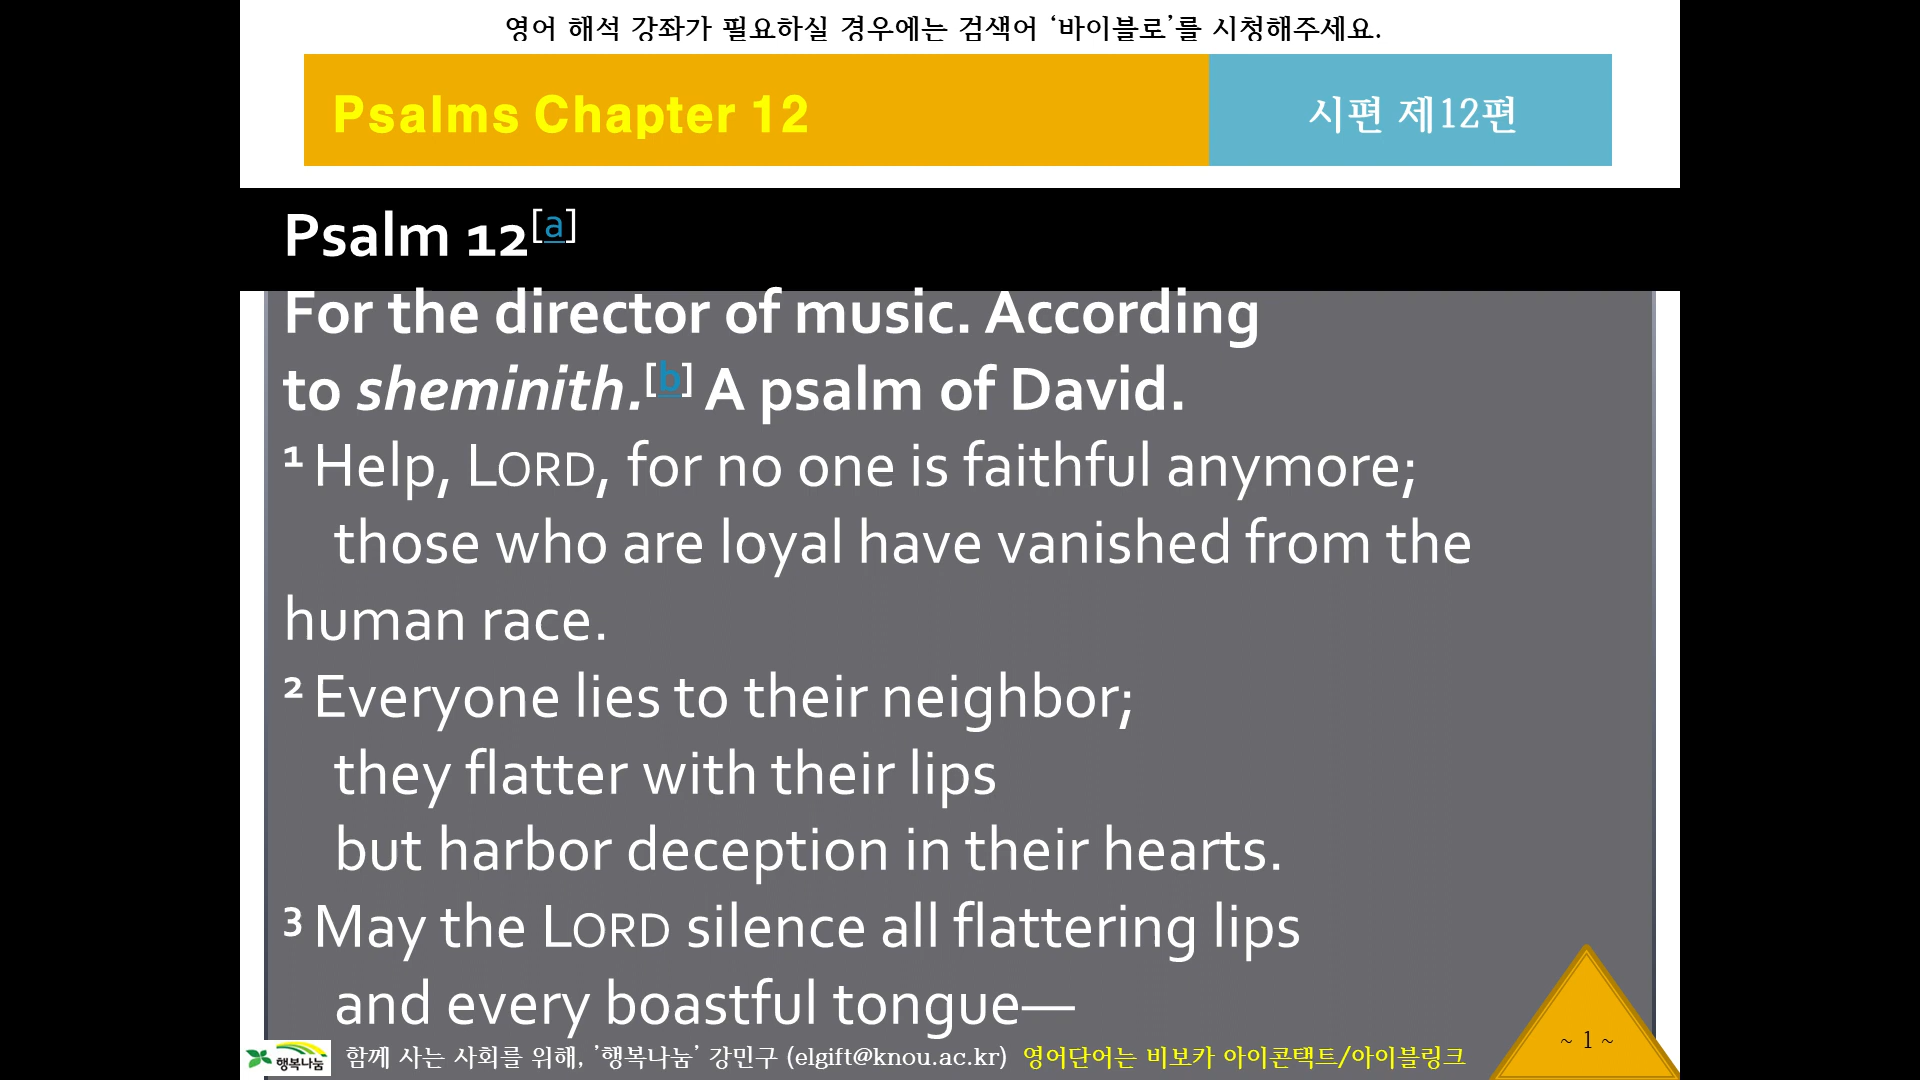 영어 해석 강좌가 필요하실 경우에는 검색어 ‘바이블로’를 시청해주세요.
Psalms Chapter 12
시편 제12편
Psalm 12[a]
For the director of music. According
to sheminith.[b] A psalm of David.
1 Help, LORD, for no one is faithful anymore;
those who are loyal have vanished from the
human race.
2 Everyone lies to their neighbor;
they flatter with their lips
but harbor deception in their hearts.
3 May the LORD silence all flattering lips
and every boastful tongue—
~ 1 ~
행복나눔
함께 사는 사회를 위해, ’행복나눔’ 강민구 (elgift@knou.ac.kr) 영어단어는 비보카 아이콘택트/아이블링크